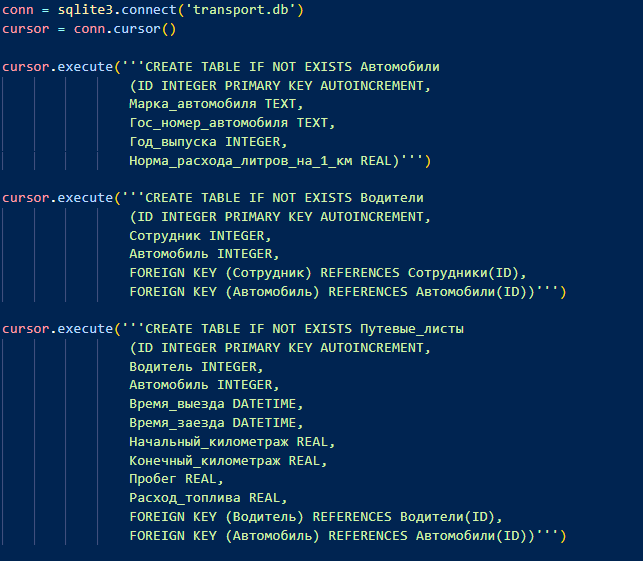 conn = sqlite3.connect('transport.db')
cursor = conn.cursor()
cursor.execute('''CREATE TABLE IF NOT EXISTS Автомобили
(ID INTEGER PRIMARY KEY AUTOINCREMENT,
Марка_автомобиля TEXT,
Гос_номер_автомобиля TEXT,
Год_выпуска INTEGER,
Норма_расхода_литров_на_1_км REAL)''')
cursor.execute('''CREATE TABLE IF NOT EXISTS Водители
(ID INTEGER PRIMARY KEY AUTOINCREMENT,
Сотрудник INTEGER,
Автомобиль INTEGER,
FOREIGN KEY (Сотрудник) REFERENCES Сотрудники(ID),
FOREIGN KEY (Автомобиль) REFERENCES Автомобили(ID))''')
cursor.execute('''CREATE TABLE IF NOT EXISTS Путевые_листы
(ID INTEGER PRIMARY KEY AUTOINCREMENT,
Водитель INTEGER,
Автомобиль INTEGER,
Время_выезда DATETIME,
Время_заезда DATETIME,
Начальный_километраж REAL,
Конечный_километраж REAL,
Пробег REAL,
Расход_топлива REAL,
FOREIGN KEY (Водитель) REFERENCES Водители(ID),
FOREIGN KEY (Автомобиль) REFERENCES Автомобили(ID))''')